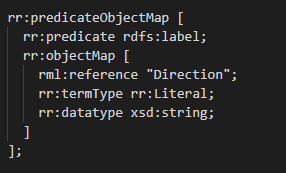 rr:predicateObjectMap [
rr:predicate rdfs:label;
rr:objectMap [
rml:reference "Direction";
rr:termType rr:Literal;
rr:datatype xsd:string;
]
];